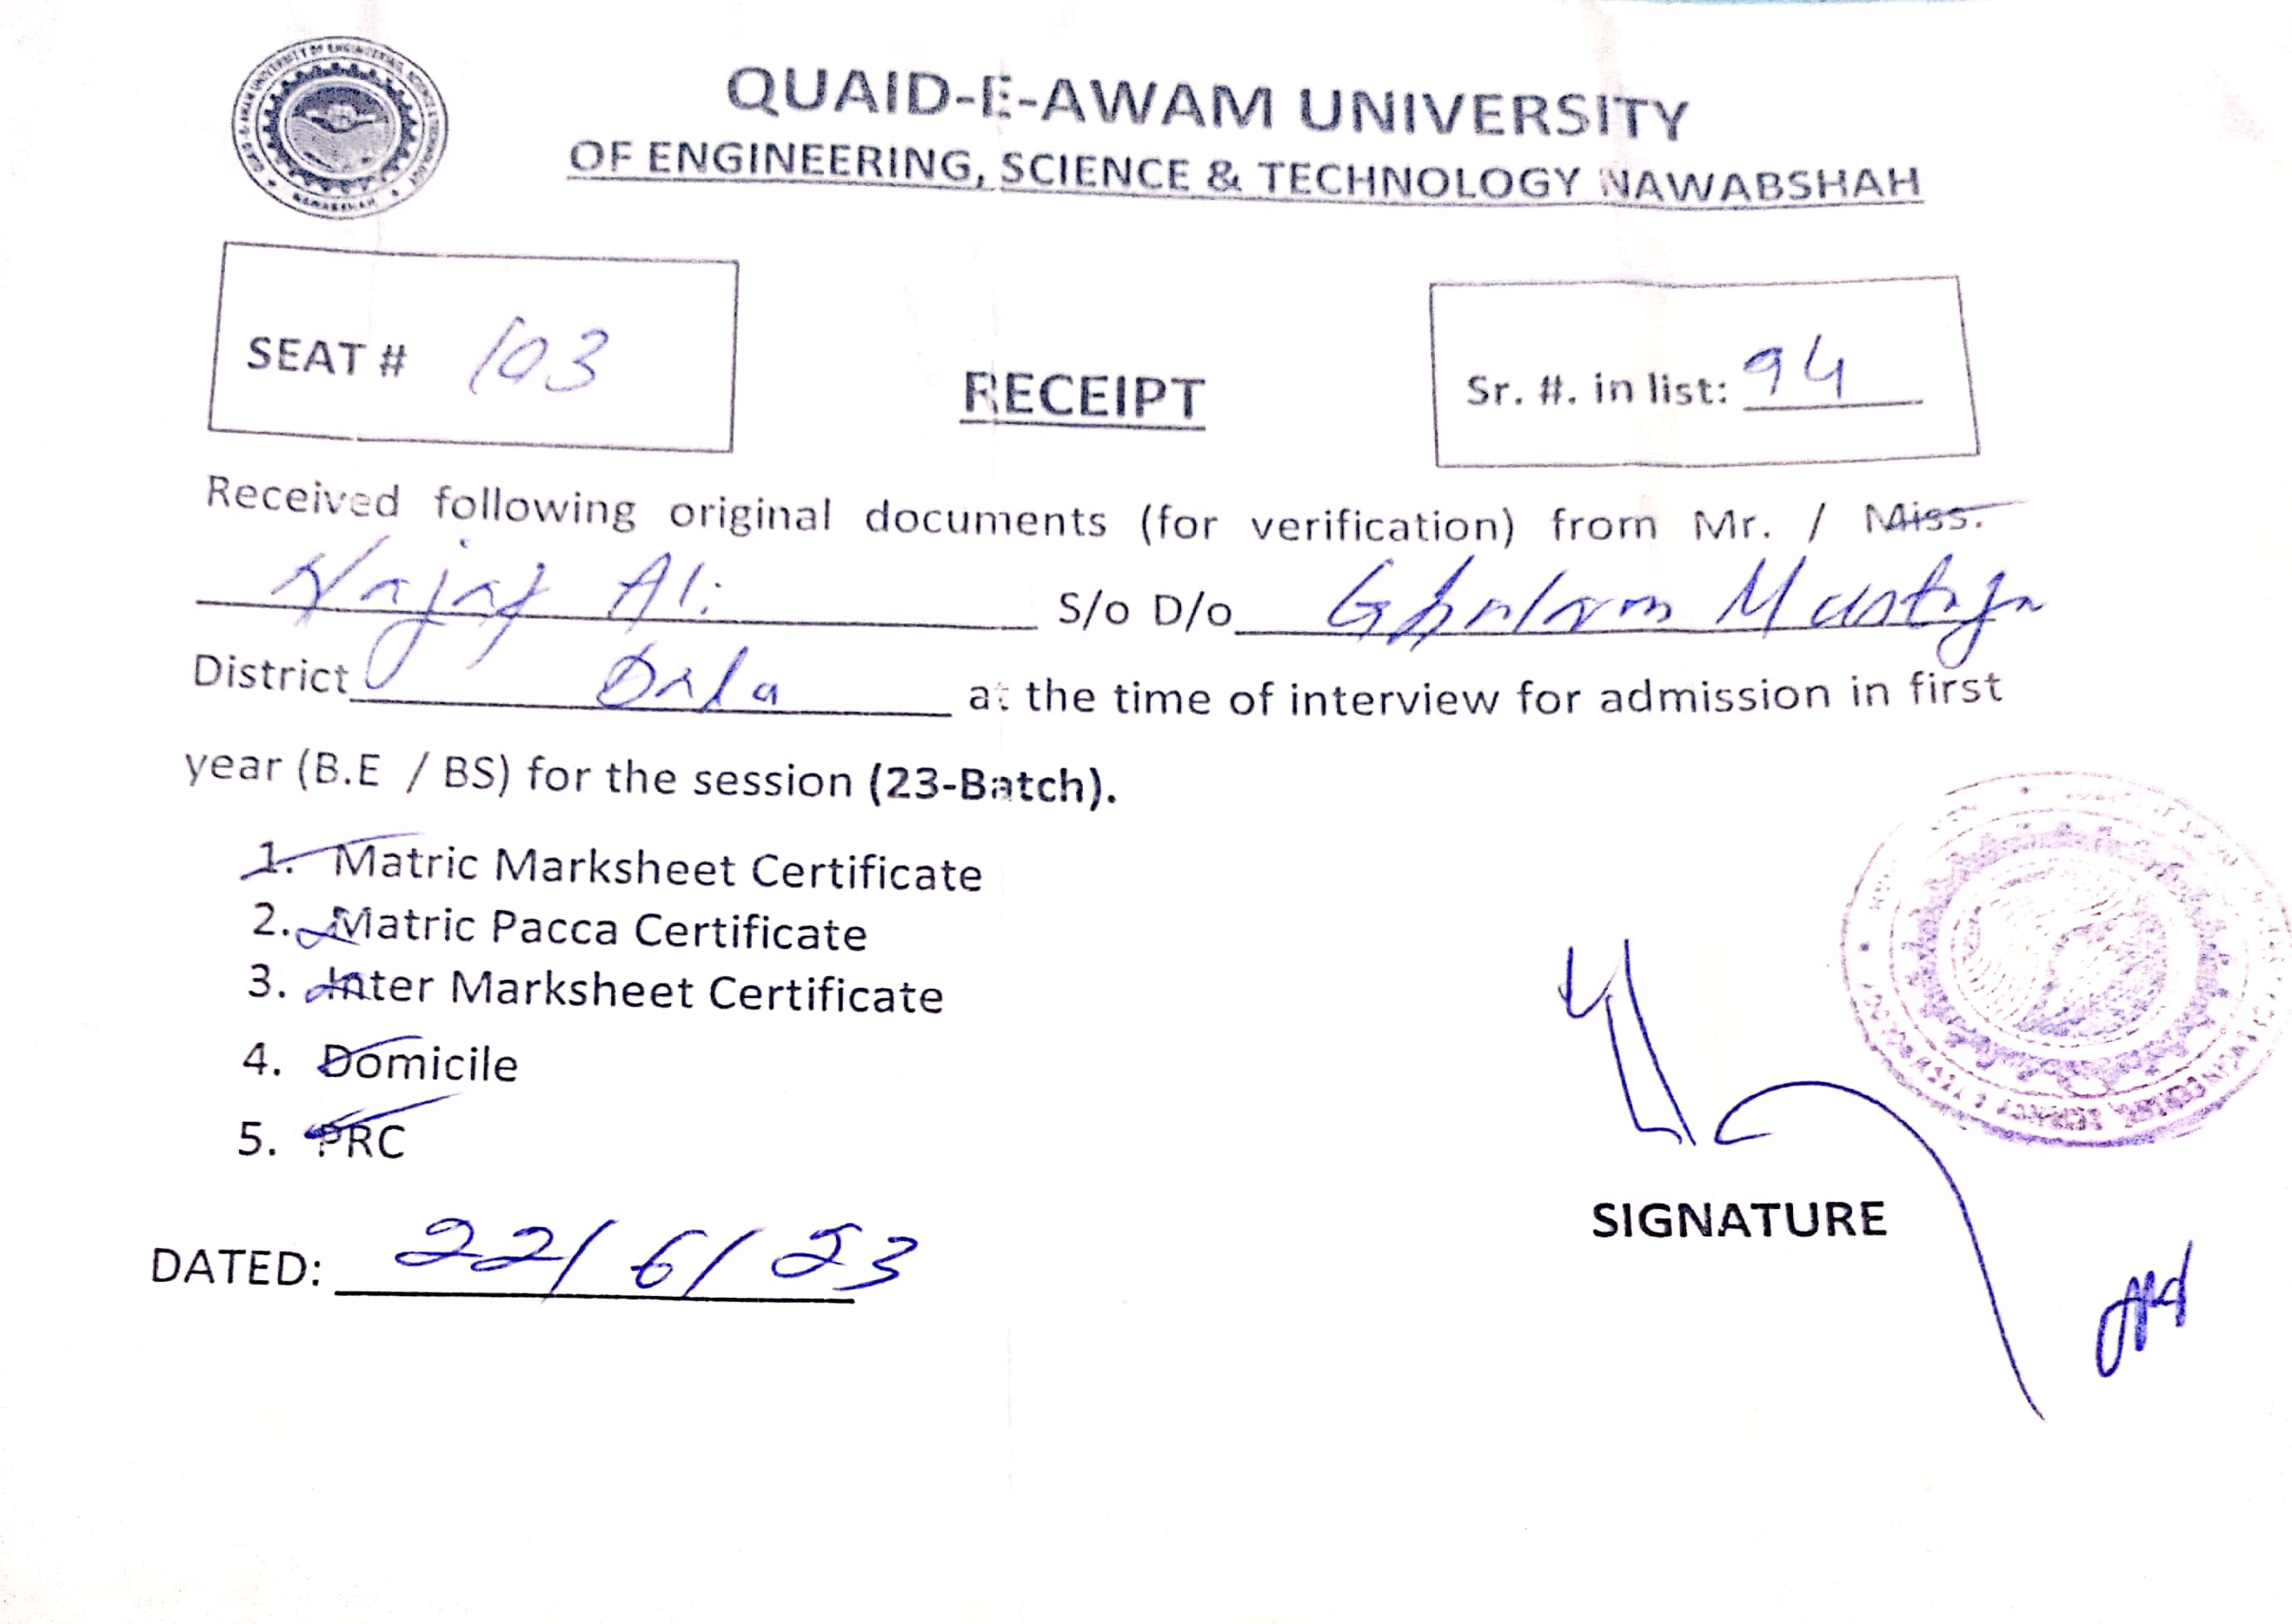 QUAID-E-AWAM UNIVERSITY
OF ENGINEERING, SCIENCE & TECHNOLOGY NAWABSHAH
SEAT # 103
RECEIPT
Sr. #. in list: 94
Received following original documents (for verification) from Mr. / Miss.
Najaf Ali S/o D/o Ghulam Mustafa
District at the time of interview for admission in first
year (B.E / BS) for the session (23-Batch).
1. Matric Marksheet Certificate
2. Matric Pacca Certificate
3. Inter Marksheet Certificate
4. Domicile
5. PRC
SIGNATURE
DATED: 22/6/23